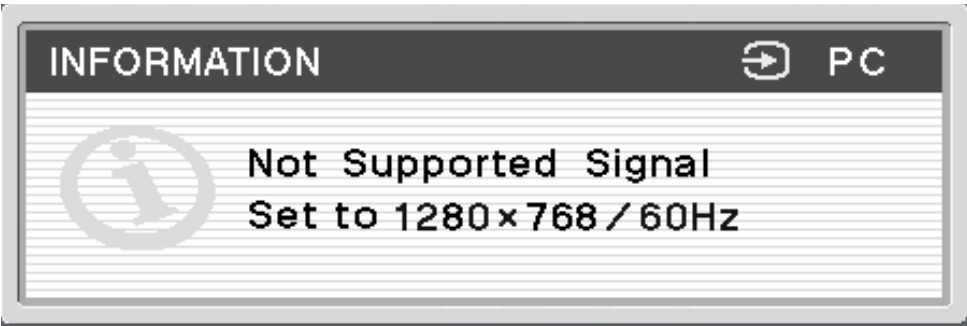 INFORMATION PC
Not Supported Signal
Set to 1280×768/60Hz